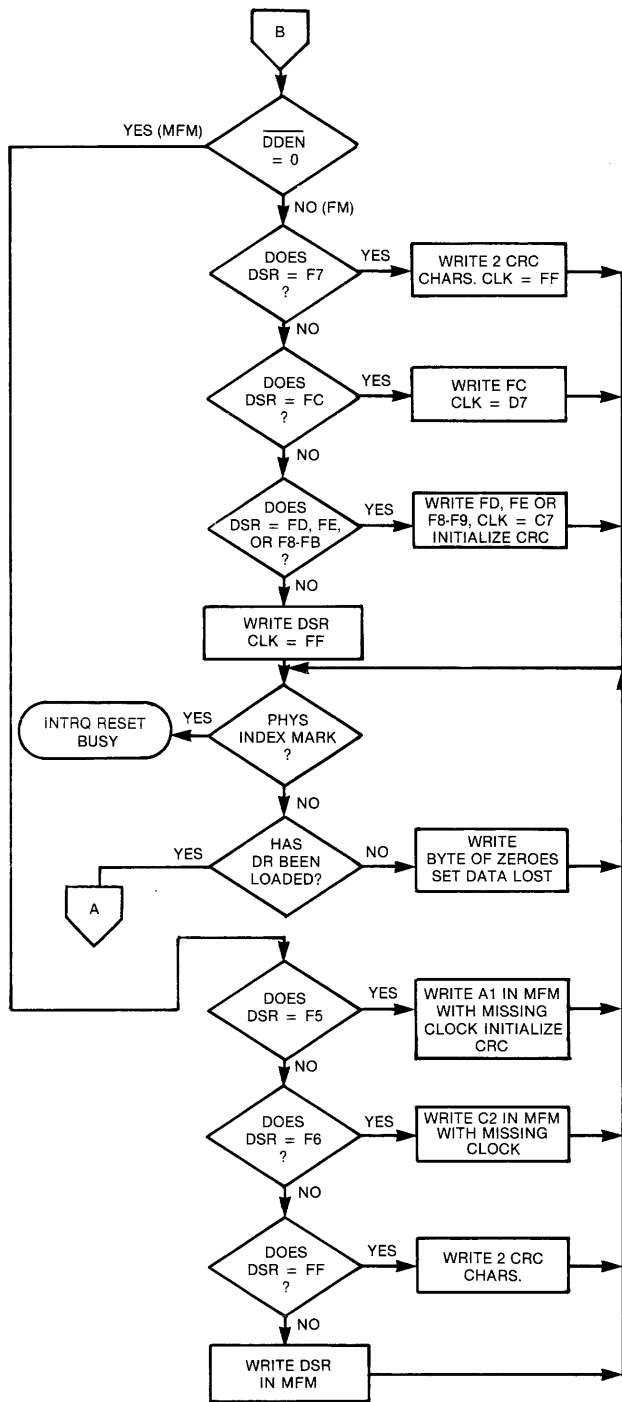 B
YES (MFM)
DDEN
= 0
NO (FM)
DOES
DSR = F7
?
YES
WRITE 2 CRC
CHARS. CLK = FF
NO
DOES
DSR = FC
?
YES
WRITE FC
CLK = D7
NO
DOES
DSR = FD, FE,
OR F8-FB
?
YES
WRITE FD, FE OR
F8-F9, CLK = C7
INITIALIZE CRC
NO
WRITE DSR
CLK = FF
PHYS
INDEX MARK
?
YES
INTRQ RESET
BUSY
NO
HAS
DR BEEN
LOADED?
YES
A
NO
WRITE
BYTE OF ZEROES
SET DATA LOST
DOES
DSR = F5
YES
WRITE A1 IN MFM
WITH MISSING
CLOCK INITIALIZE
CRC
NO
DOES
DSR = F6
?
YES
WRITE C2 IN MFM
WITH MISSING
CLOCK
NO
DOES
DSR = FF
?
YES
WRITE 2 CRC
CHARS.
NO
WRITE DSR
IN MFM